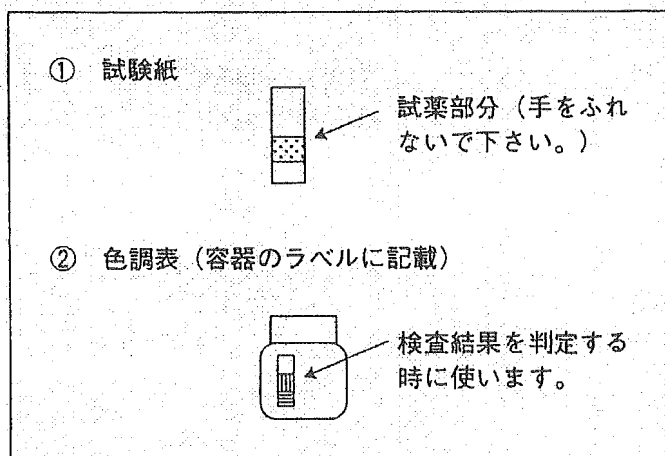 ① 試験紙
試薬部分（手をふれ
ないで下さい。）
② 色調表（容器のラベルに記載）
検査結果を判定する
時に使います。